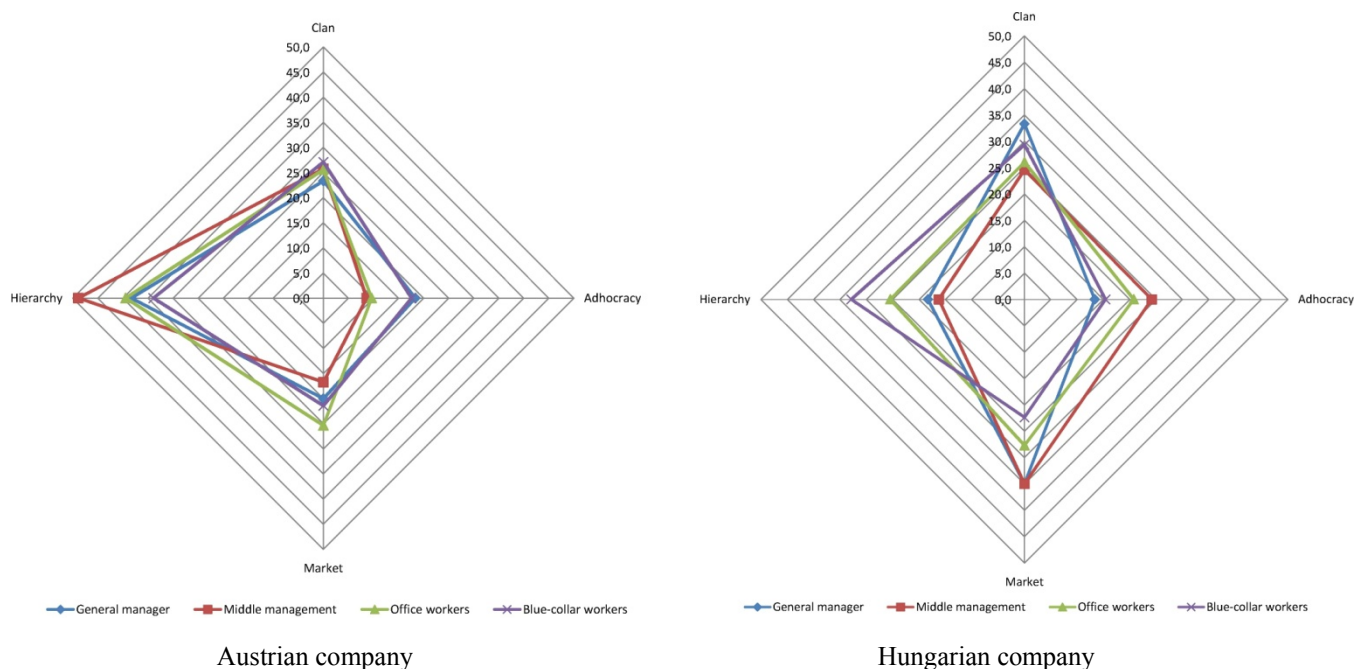 Clan
50,0
45,0
40,0
35,0
30,0
25,0
20,0
15,0
10,0
5,0
0,0
Hierarchy
Adhocracy
Market
General manager Middle management Office workers Blue-collar workers
Austrian company
Clan
50,0
45,0
40,0
35,0
30,0
25,0
20,0
15,0
10,0
5,0
0,0
Hierarchy
Adhocracy
Market
General manager Middle management Office workers Blue-collar workers
Hungarian company